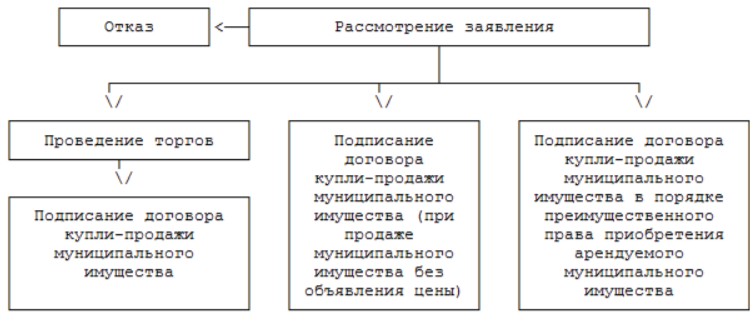 Отказ
Рассмотрение заявления
Проведение торгов
Подписание договора
купли-продажи
муниципального
имущества
Подписание
договора
купли-продажи
муниципального
имущества (при
продаже
муниципального
имущества без
объявления цены)
Подписание договора
купли-продажи
муниципального
имущества в порядке
преимущественного
права приобретения
арендуемого
муниципального
имущества